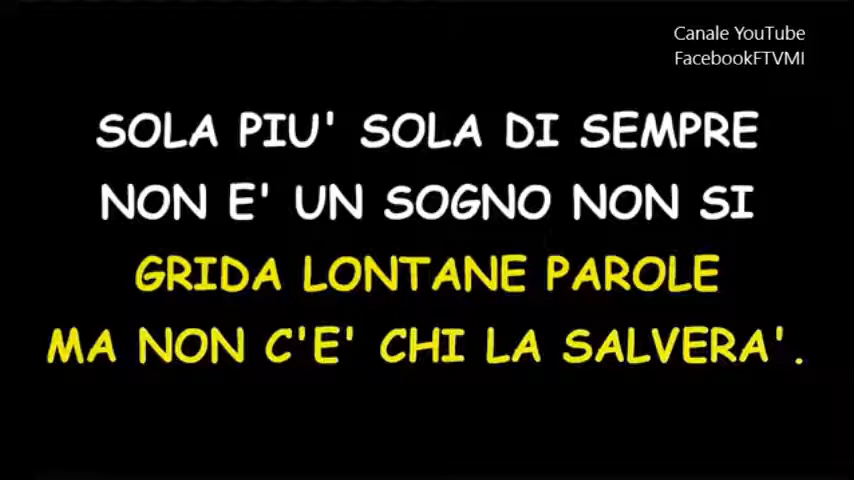 Canale YouTube
FacebookFTVMI
SOLA PIU' SOLA DI SEMPRE
NON E' UN SOGNO NON SI
GRIDA LONTANE PAROLE
MA NON C'E' CHI LA SALVERA'.